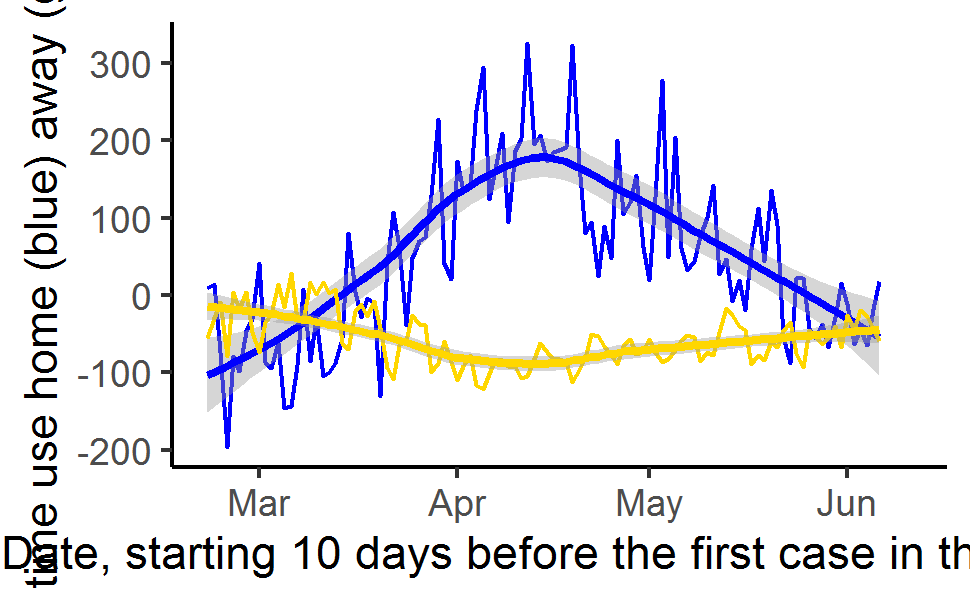 time use home (blue) away (
300
200
100
0
-100
-200
Mar Apr May Jun
Date, starting 10 days before the first case in th